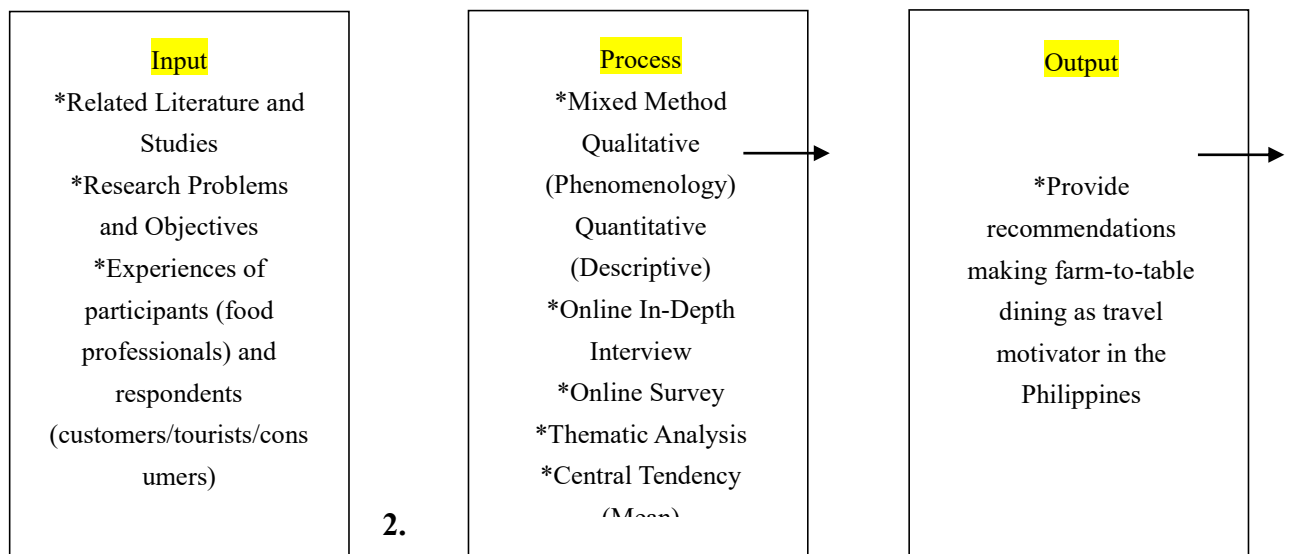 Input
*Related Literature and
Studies
*Research Problems
and Objectives
*Experiences of
participants (food
professionals) and
respondents
(customers/tourists/cons
umers)
2.
Process
*Mixed Method
Qualitative
(Phenomenology)
Quantitative
(Descriptive)
*Online In-Depth
Interview
*Online Survey
*Thematic Analysis
*Central Tendency
(Mean)
Output
*Provide
recommendations
making farm-to-table
dining as travel
motivator in the
Philippines